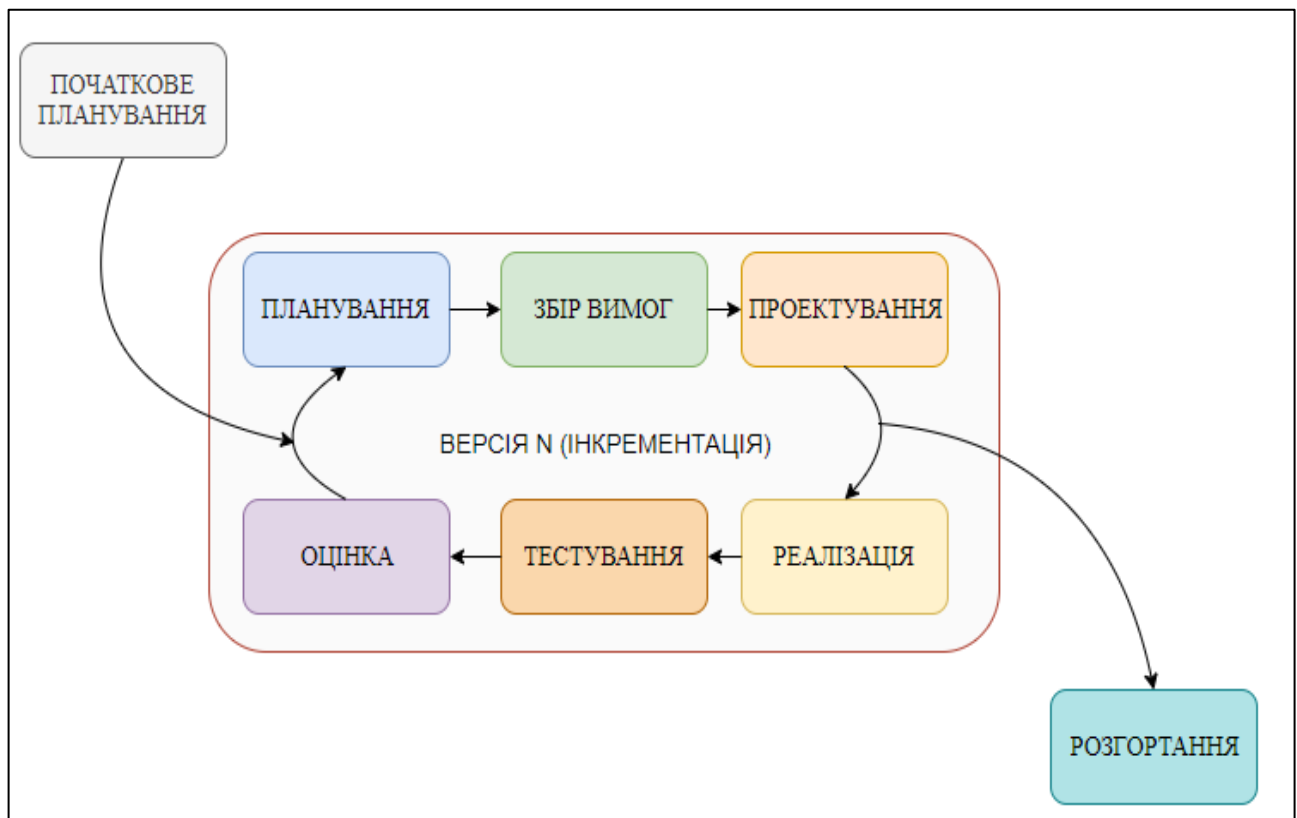 ПОЧАТКОВЕ
ПЛАНУВАННЯ
ПЛАНУВАННЯ
ЗБІР ВИМОГ
ПРОЕКТУВАННЯ
ВЕРСІЯ N (ІНКРЕМЕНТАЦІЯ)
ОЦІНКА
ТЕСТУВАННЯ
РЕАЛІЗАЦІЯ
РОЗГОРТАННЯ